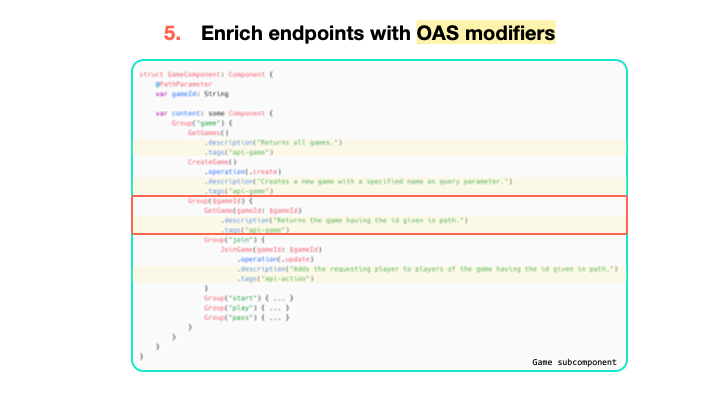 5. Enrich endpoints with OAS modifiers
struct GameComponent: Component {
@PathParameter
var gameId: String
var content: some Component {
Group("game") {
GetGames()
.description("Returns all games.")
.tags("api-game")
CreateGame()
.operation(.create)
.description("Creates a new game with a specified name as query parameter.")
.tags("api-game")
Group($gameId) {
GetGame(gameId: $gameId)
.description("Returns the game having the id given in path.")
.tags("api-game")
Group("join") {
JoinGame(gameId: $gameId)
.operation(.update)
.description("Adds the requesting player to players of the game having the id given in path.")
.tags("api-action")
}
Group("start") { ... }
Group("play") { ... }
Group("pass") { ... }
}
}
}
}
Game subcomponent